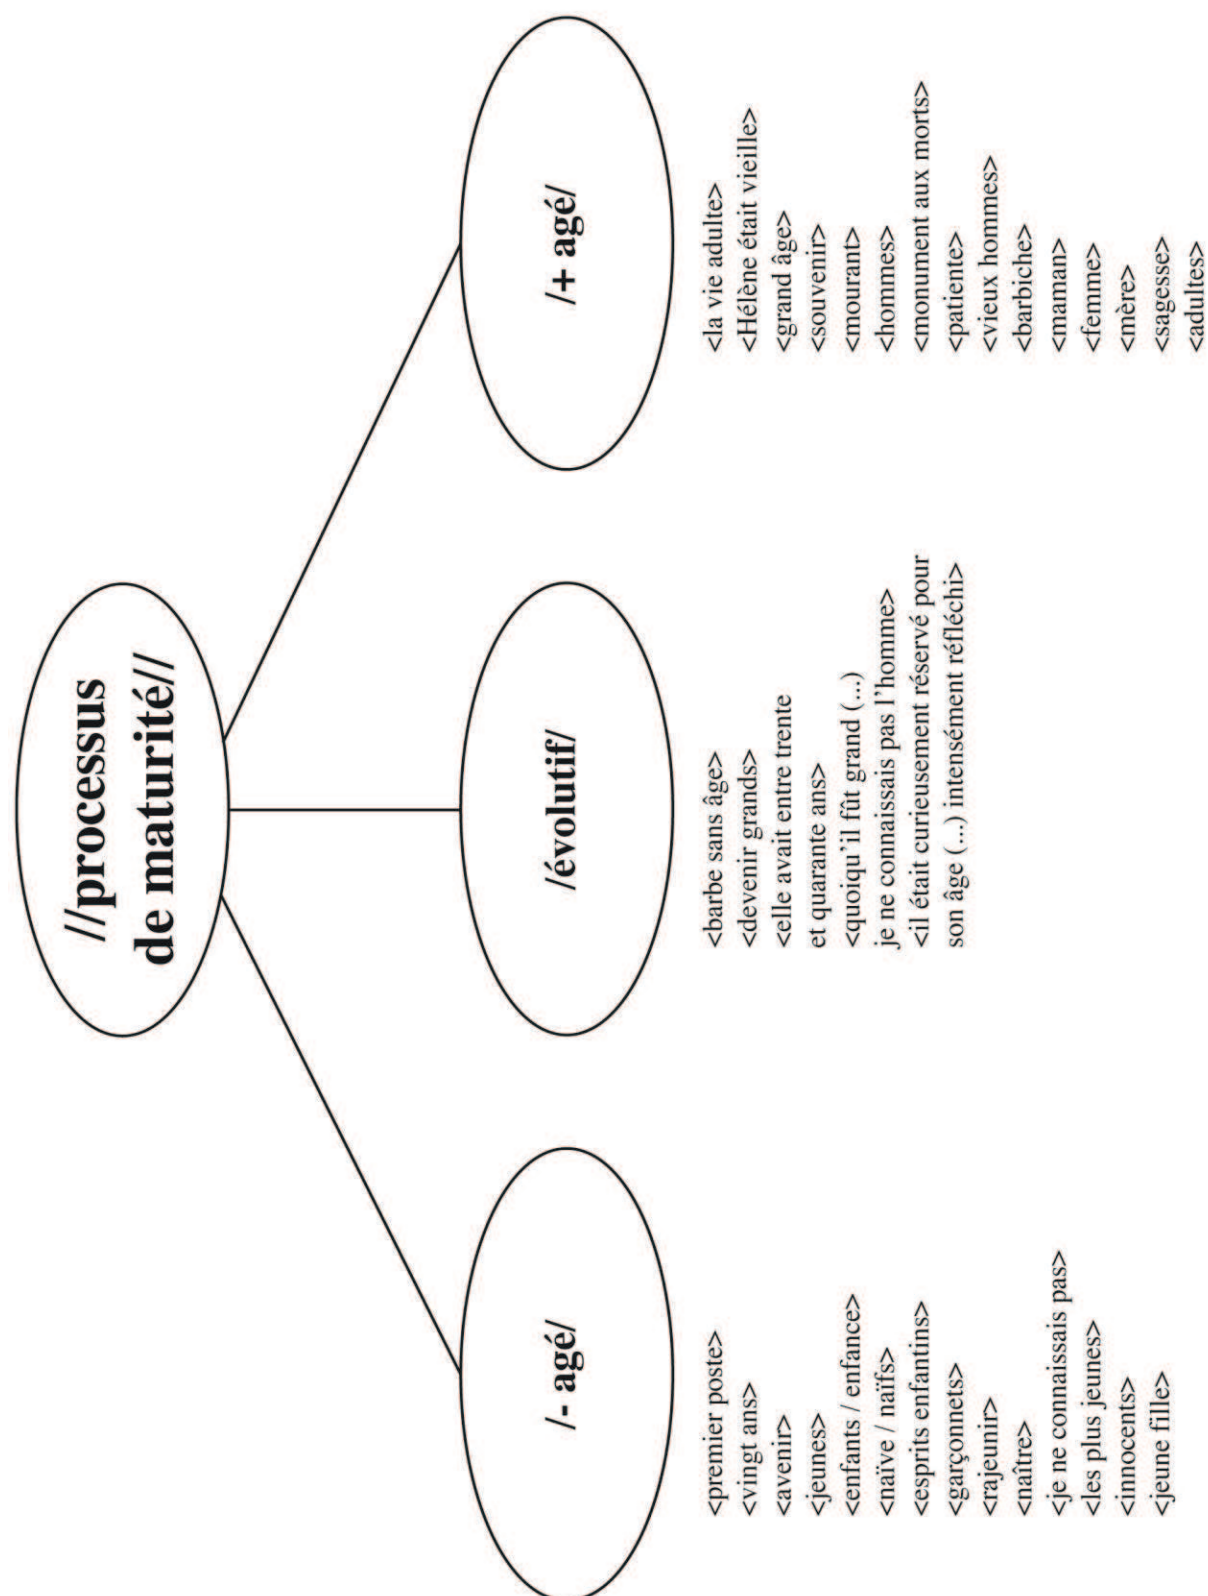 //processus
de maturité//
/- agé/
/évolutif/
/+ agé/
<premier poste>
<vingt ans>
<avenir>
<jeunes>
<enfants / enfance>
<naïve / naïfs>
<esprits enfantins>
<garçonnets>
<rajeunir>
<naître>
<je ne connaissais pas>
<les plus jeunes>
<innocents>
<jeune fille>
<barbe sans âge>
<devenir grands>
<elle avait entre trente
et quarante ans>
<quoiqu'il fût grand (...)
je ne connaissais pas l'homme>
<il était curieusement réservé pour
son âge (...) intensément réfléchi>
<la vie adulte>
<Hélène était vieille>
<grand âge>
<souvenir>
<mourant>
<hommes>
<monument aux morts>
<patiente>
<vieux hommes>
<barbiche>
<maman>
<femme>
<mère>
<sagesse>
<adultes>